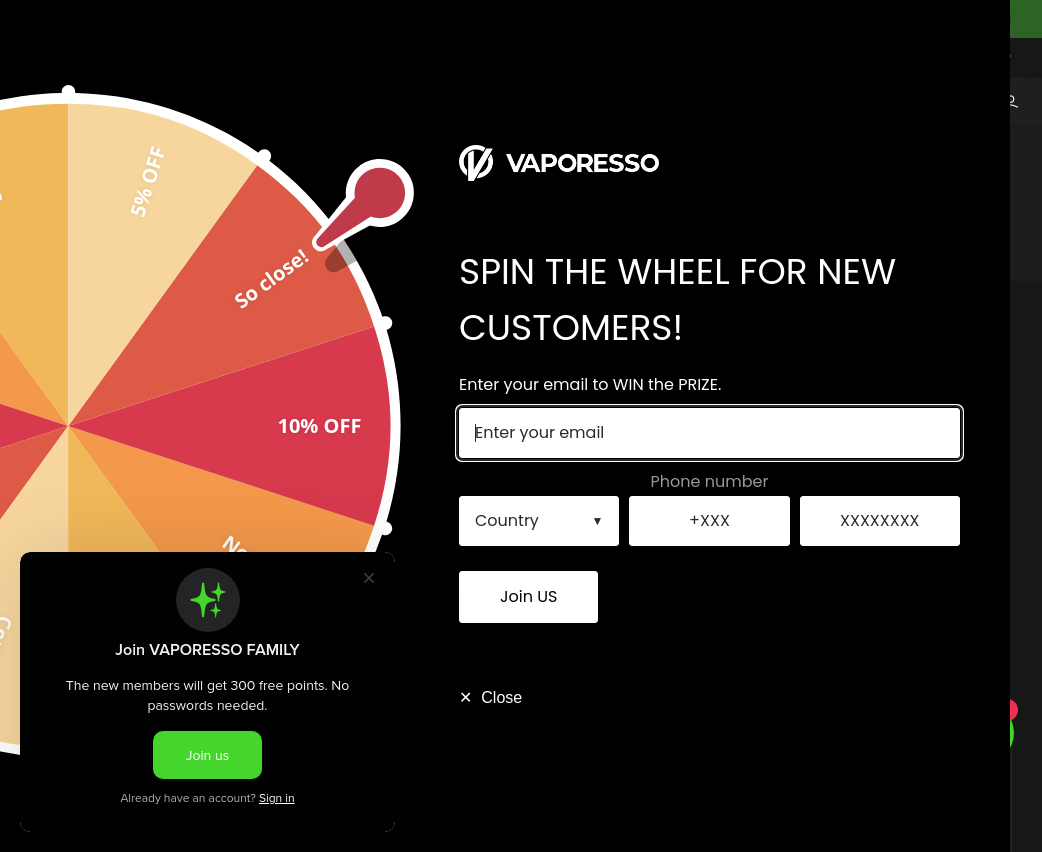 5% OFF
So close!
10% OFF
VAPORESSO
SPIN THE WHEEL FOR NEW
CUSTOMERS!
Enter your email to WIN the PRIZE.
Enter your email
Phone number
Country
+XXX
XXXXXXXX
Join US
✕ Close
Join VAPORESSO FAMILY
The new members will get 300 free points. No
passwords needed.
Join us
Already have an account? Sign in